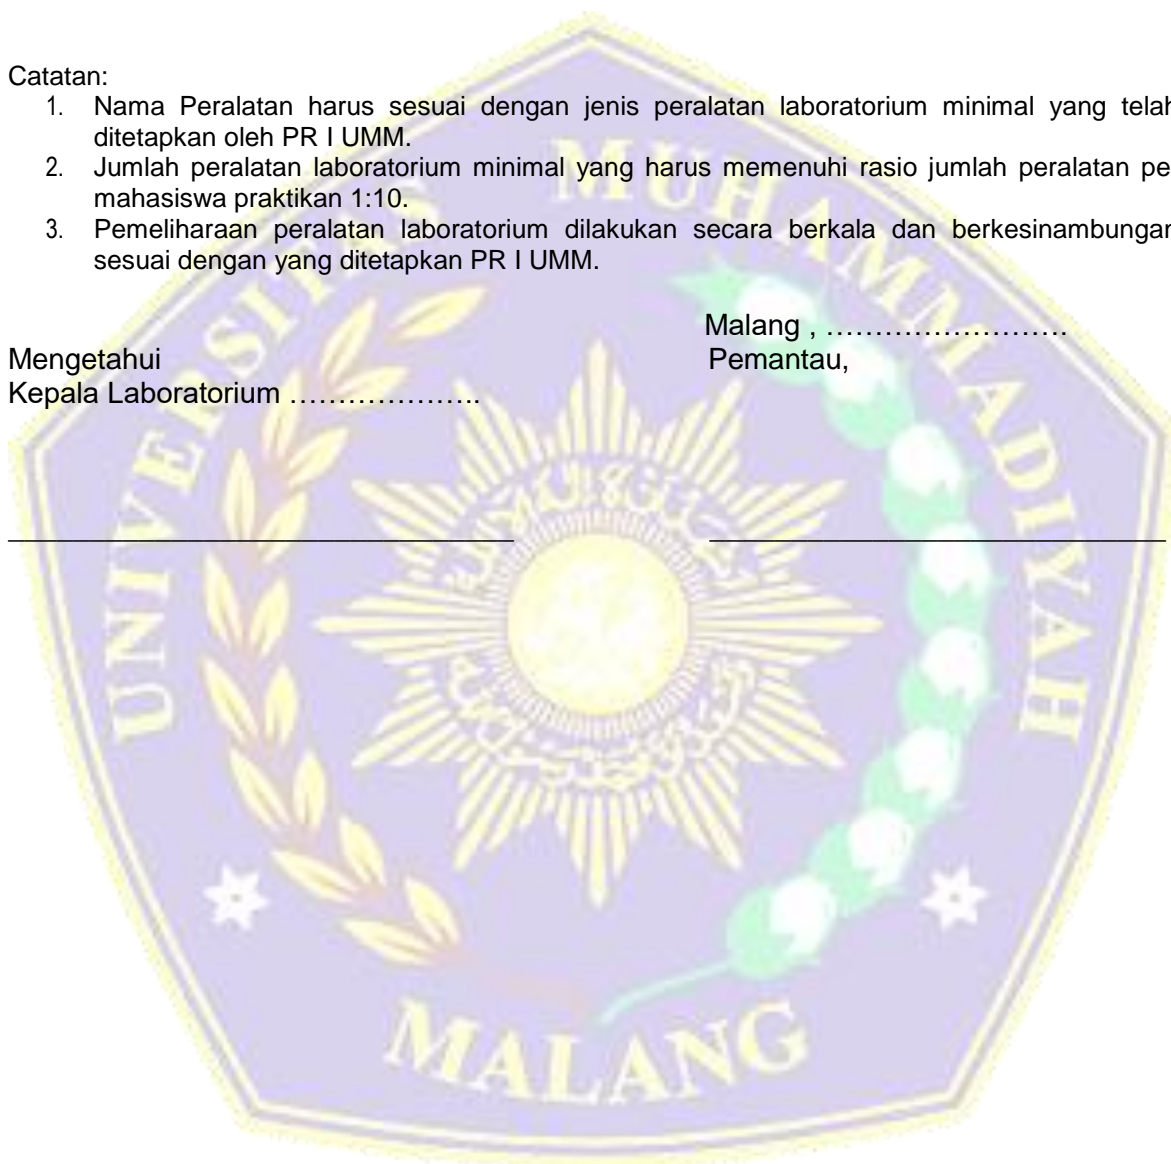 Catatan:
1. Nama Peralatan harus sesuai dengan jenis peralatan laboratorium minimal yang telah
ditetapkan oleh PR I UMM.
2. Jumlah peralatan laboratorium minimal yang harus memenuhi rasio jumlah peralatan pe
mahasiswa praktikan 1:10.
3. Pemeliharaan peralatan laboratorium dilakukan secara berkala dan berkesinambungan
sesuai dengan yang ditetapkan PR I UMM.
Malang , …………………….
Mengetahui
Pemantau,
Kepala Laboratorium ………………..
UNIVERSITAS MUHAMMADIYAH
MALANG